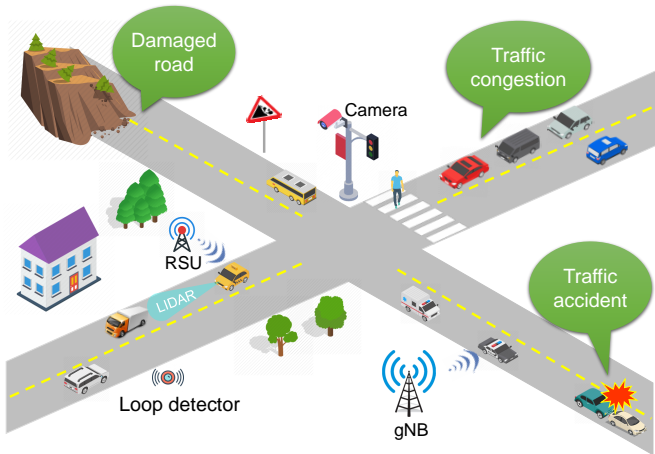 Damaged
road
Traffic
congestion
Camera
RSU
LIDAR
Traffic
accident
Loop detector
gNB